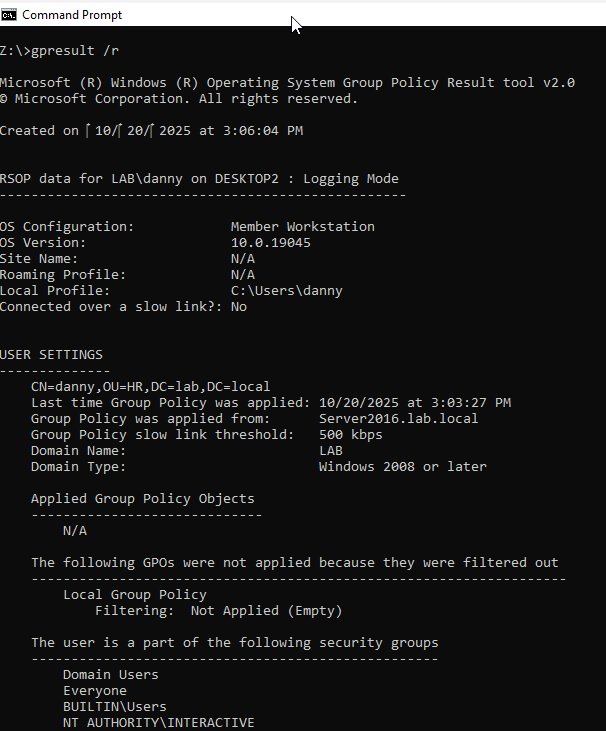 Command Prompt
Z:\>gpresult /r
Microsoft (R) Windows (R) Operating System Group Policy Result tool v2.0
© Microsoft Corporation. All rights reserved.
Created on 10/ 20/ 2025 at 3:06:04 PM
RSOP data for LAB\danny on DESKTOP2 : Logging Mode
---------------------------------------------------
OS Configuration: Member Workstation
OS Version: 10.0.19045
Site Name: N/A
Roaming Profile: N/A
Local Profile: C:\Users\danny
Connected over a slow link?: No
USER SETTINGS
--------------
CN=danny,OU=HR,DC=lab,DC=local
Last time Group Policy was applied: 10/20/2025 at 3:03:27 PM
Group Policy was applied from: Server2016.lab.local
Group Policy slow link threshold: 500 kbps
Domain Name: LAB
Domain Type: Windows 2008 or later
Applied Group Policy Objects
-----------------------------
N/A
The following GPOs were not applied because they were filtered out
-------------------------------------------------------------------
Local Group Policy
Filtering: Not Applied (Empty)
The user is a part of the following security groups
---------------------------------------------------
Domain Users
Everyone
BUILTIN\Users
NT AUTHORITY\INTERACTIVE